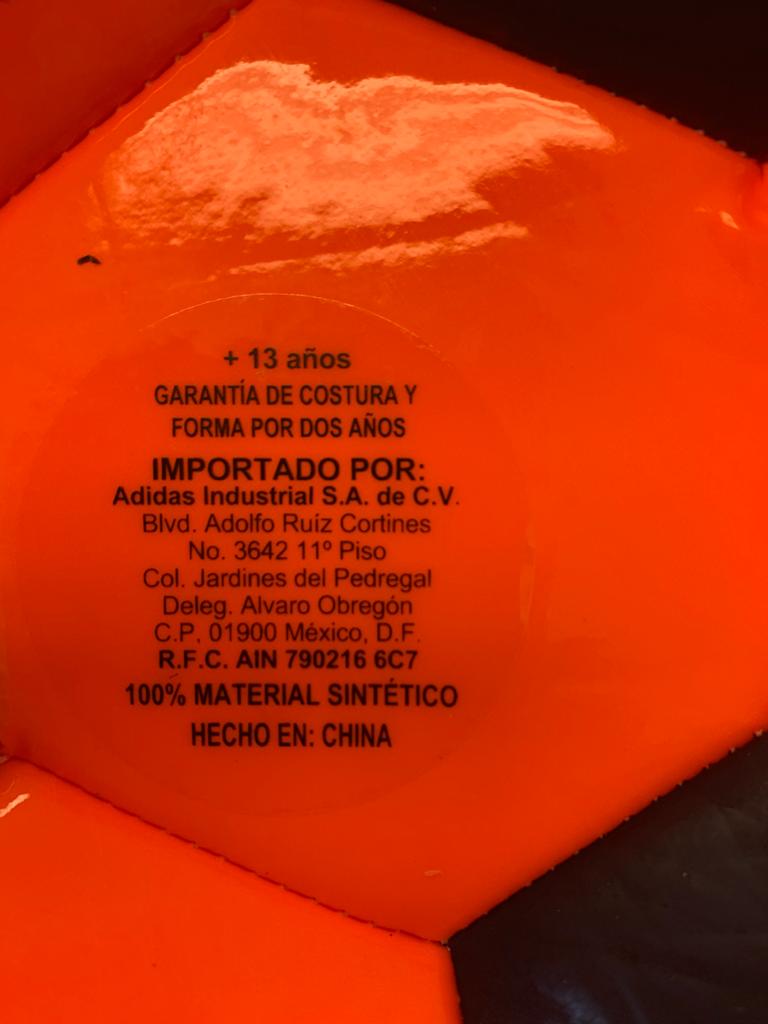 + 13 años
GARANTÍA DE COSTURA Y
FORMA POR DOS AÑOS
IMPORTADO POR:
Adidas Industrial S.A. de C.V.
Blvd. Adolfo Ruíz Cortines
No. 3642 11º Piso
Col. Jardines del Pedregal
Deleg. Alvaro Obregón
C.P. 01900 México, D.F.
R.F.C. AIN 790216 6C7
100% MATERIAL SINTÉTICO
HECHO EN: CHINA